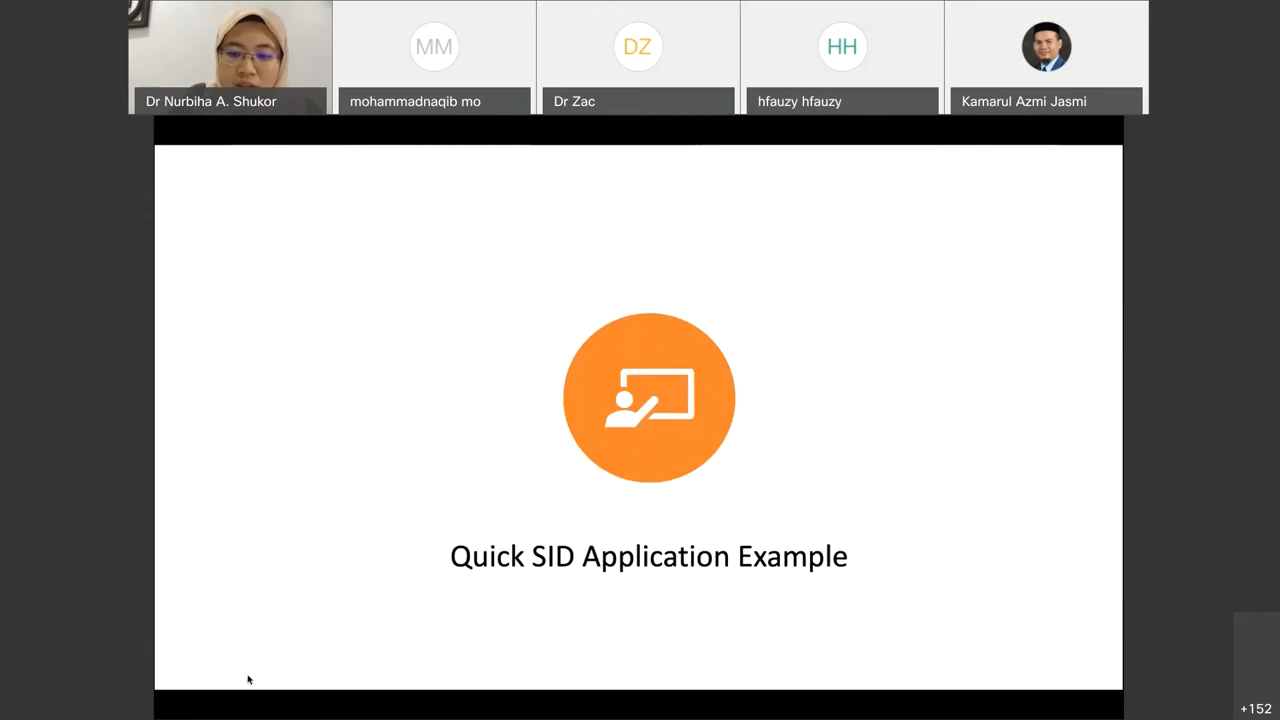 MM
DZ
HH
Dr Nurbiha A. Shukor
mohammadnaqib mo
Dr Zac
hfauzy hfauzy
Kamarul Azmi Jasmi
Quick SID Application Example
+152